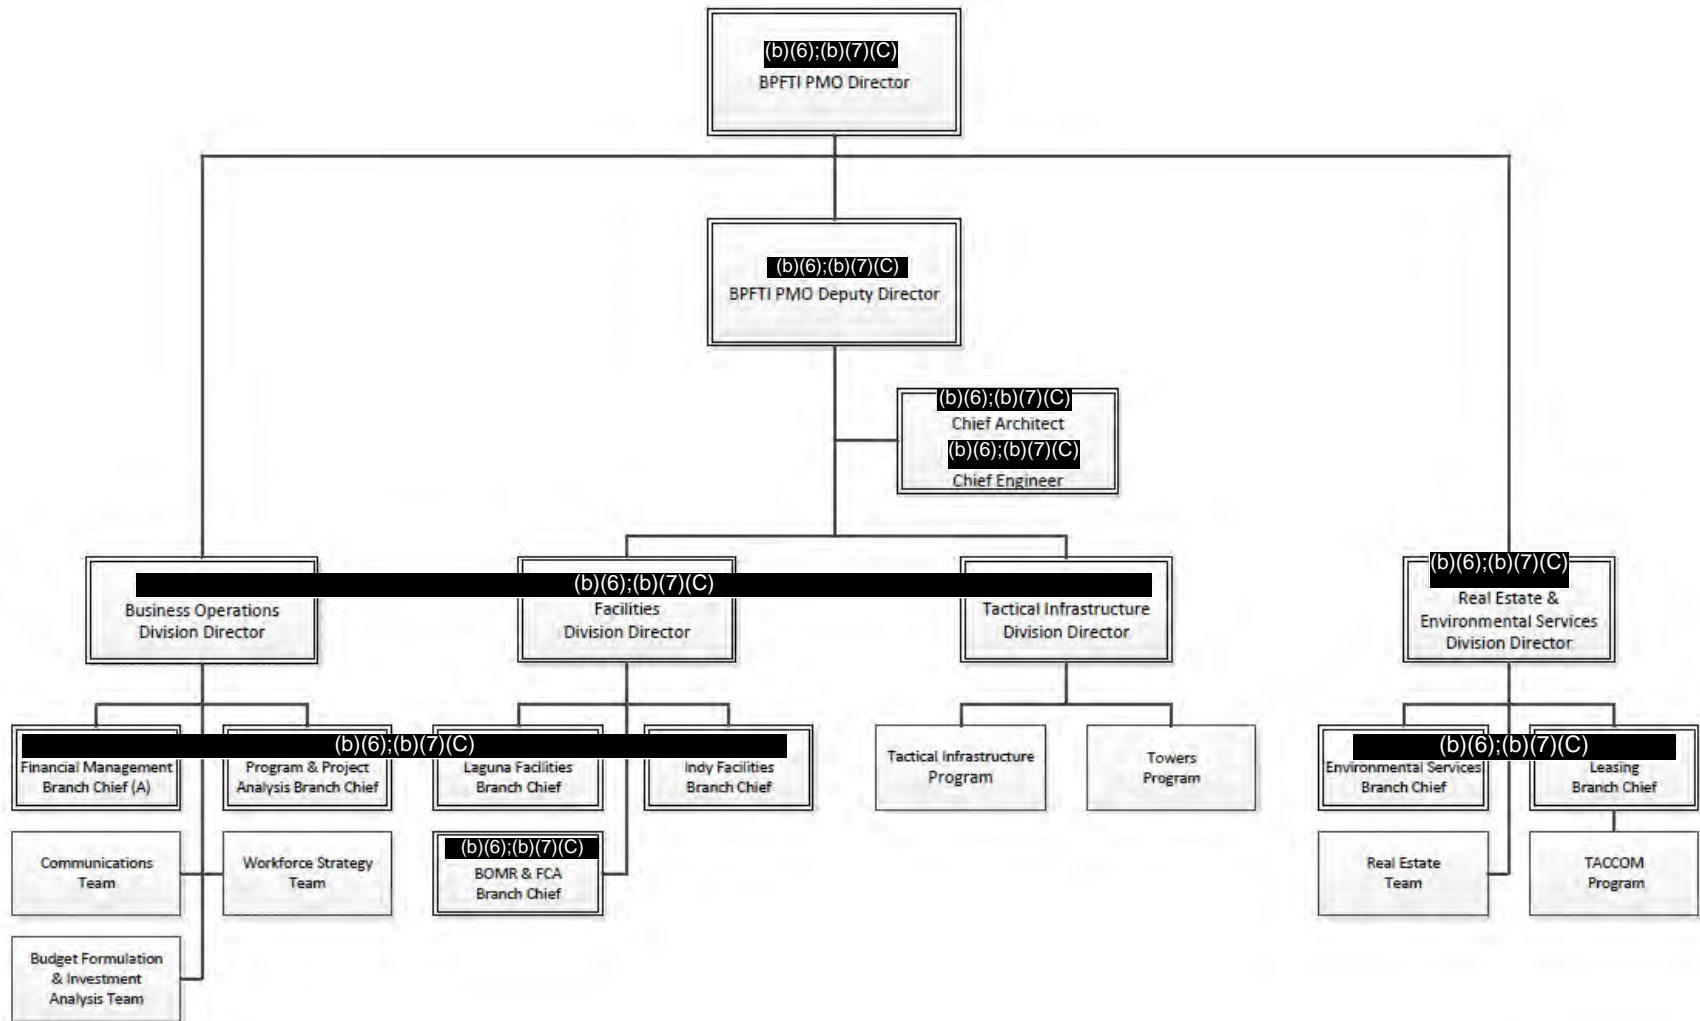 (b)(6);(b)(7)(C)
BPFTI PMO Director
(b)(6);(b)(7)(C)
BPFTI PMO Deputy Director
(b)(6);(b)(7)(C)
Chief Architect
(b)(6);(b)(7)(C)
Chief Engineer
(b)(6);(b)(7)(C)
Business Operations
Division Director
Facilities
Division Director
Tactical Infrastructure
Division Director
(b)(6);(b)(7)(C)
Real Estate &
Environmental Services
Division Director
(b)(6);(b)(7)(C)
Financial Management
Branch Chief (A)
Program & Project
Analysis Branch Chief
Laguna Facilities
Branch Chief
Indy Facilities
Branch Chief
Tactical Infrastructure
Program
Towers
Program
(b)(6);(b)(7)(C)
Environmental Services
Branch Chief
Leasing
Branch Chief
Communications
Team
Workforce Strategy
Team
(b)(6);(b)(7)(C)
BOMR & FCA
Branch Chief
Real Estate
Team
TACCOM
Program
Budget Formulation
& Investment
Analysis Team